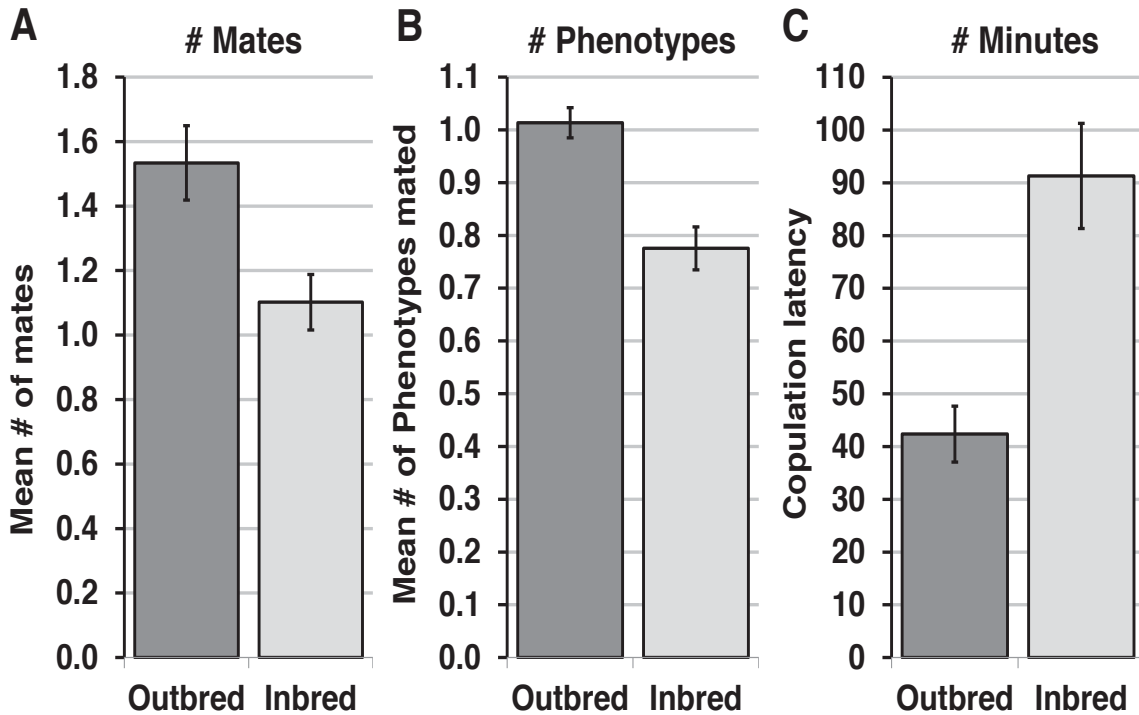 A
# Mates
Mean # of mates
1.8
1.6
1.4
1.2
1.0
0.8
0.6
0.4
0.2
0.0
Outbred Inbred
B
# Phenotypes
Mean # of Phenotypes mated
1.1
1.0
0.9
0.8
0.7
0.6
0.5
0.4
0.3
0.2
0.1
0.0
Outbred Inbred
C
# Minutes
Copulation latency
110
100
90
80
70
60
50
40
30
20
10
0
Outbred Inbred